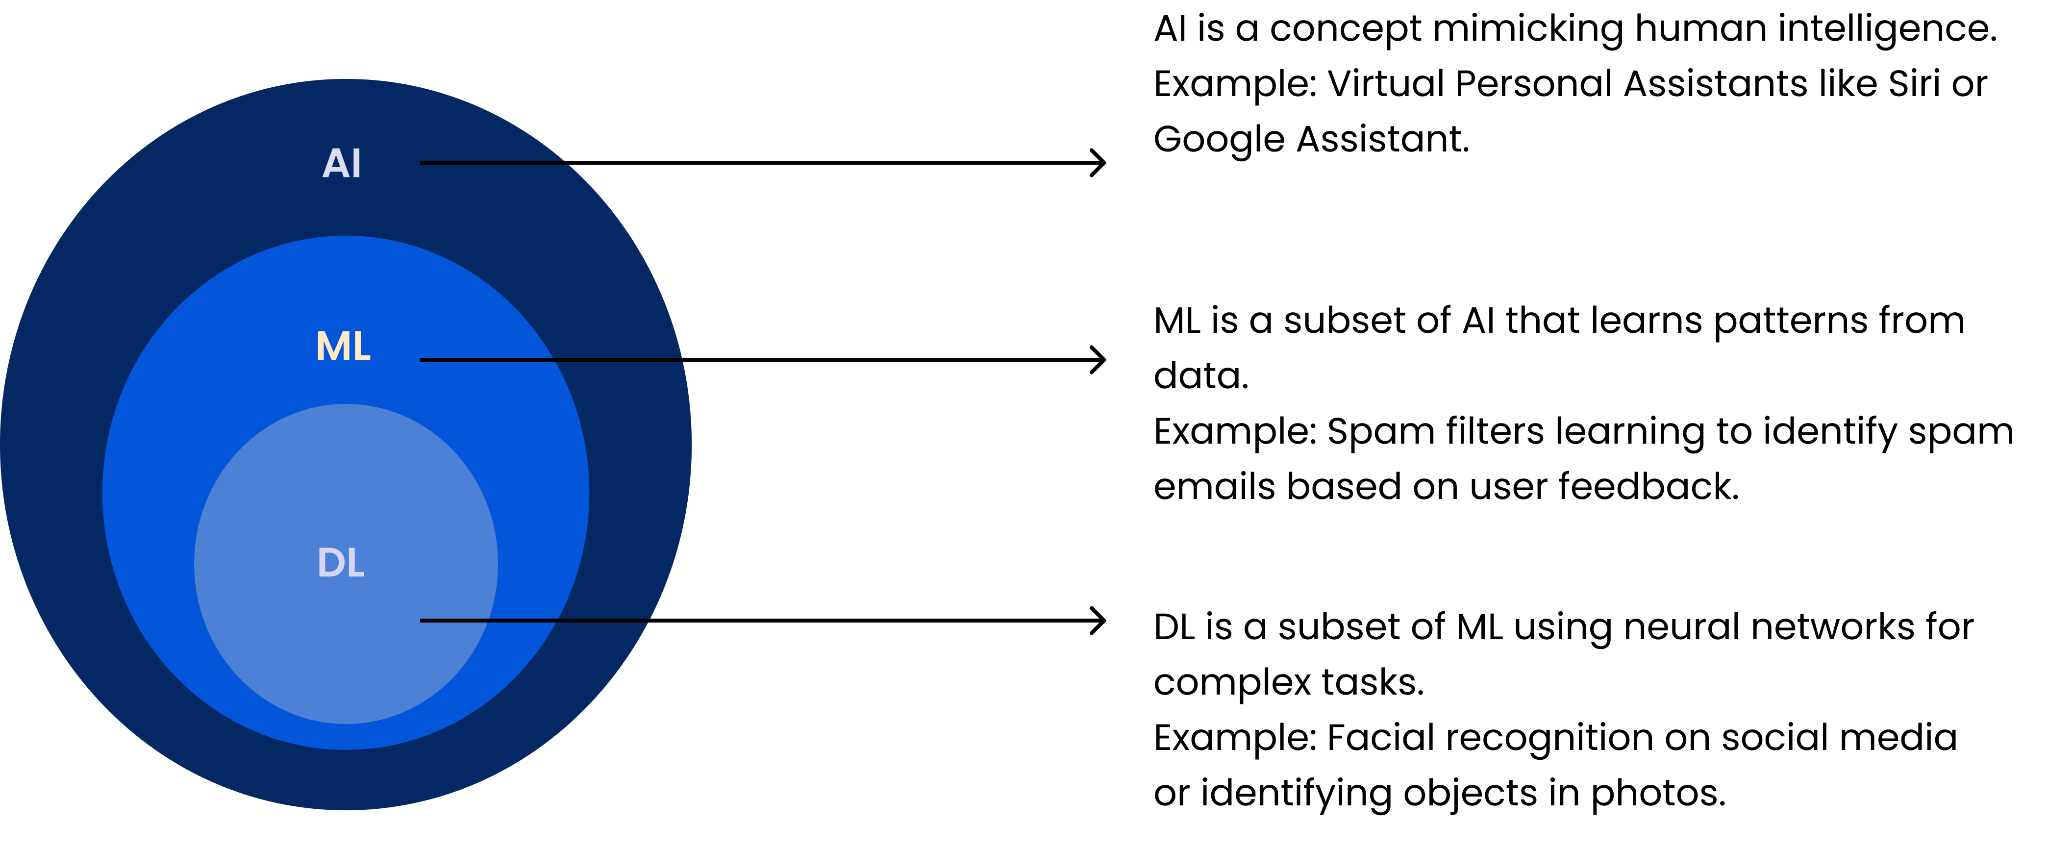 AI
AI is a concept mimicking human intelligence.
Example: Virtual Personal Assistants like Siri or
Google Assistant.
ML
ML is a subset of AI that learns patterns from
data.
Example: Spam filters learning to identify spam
emails based on user feedback.
DL
DL is a subset of ML using neural networks for
complex tasks.
Example: Facial recognition on social media
or identifying objects in photos.